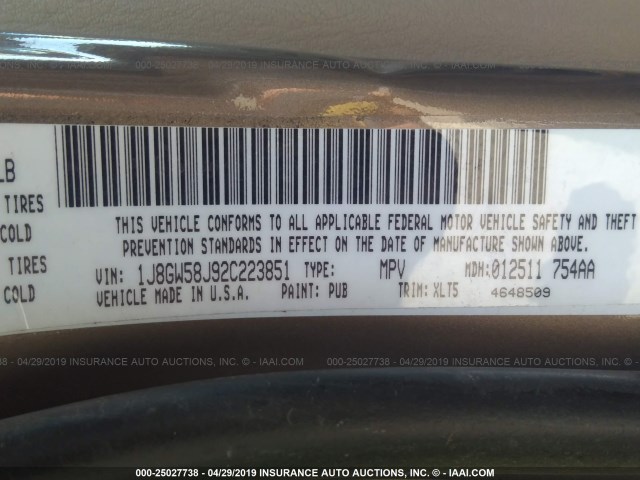 000-25027738 - 04/29/2019 INSURANCE AUTO AUCTIONS, INC. © - IAAI.COM
LB
TIRES
COLD
TIRES
COLD
THIS VEHICLE CONFORMS TO ALL APPLICABLE FEDERAL MOTOR VEHICLE SAFETY AND THEFT
PREVENTION STANDARDS IN EFFECT ON THE DATE OF MANUFACTURE SHOWN ABOVE.
VIN: 1J8GW58J92C223851 TYPE: MPV MDH:012511 754AA
VEHICLE MADE IN U.S.A. PAINT: PUB TRIM: XLT5 4648509
38 - 04/29/2019 INSURANCE AUTO AUCTIONS, INC. © - IAAI.COM
000-25027738 - 04/29/2019 INSURANCE AUTO AUCTIONS, INC. © - IAAI.COM
000-25027738 - 04/2
000-25027738 - 04/29/2019 INSURANCE AUTO AUCTIONS, INC. © - IAAI.COM